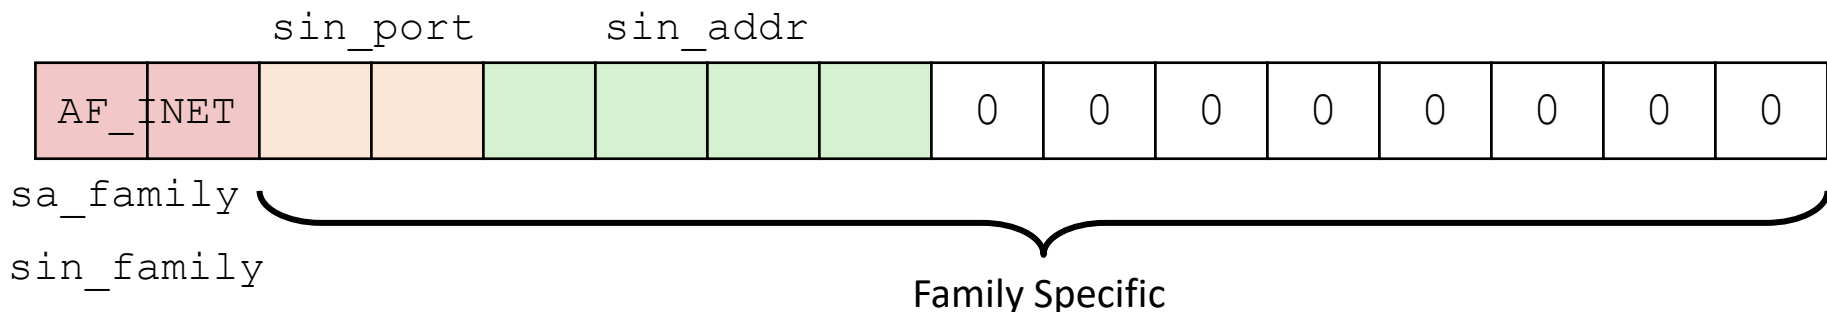 sin_port sin_addr
AF_INET 0 0 0 0 0 0 0 0
sa_family
sin_family
Family Specific